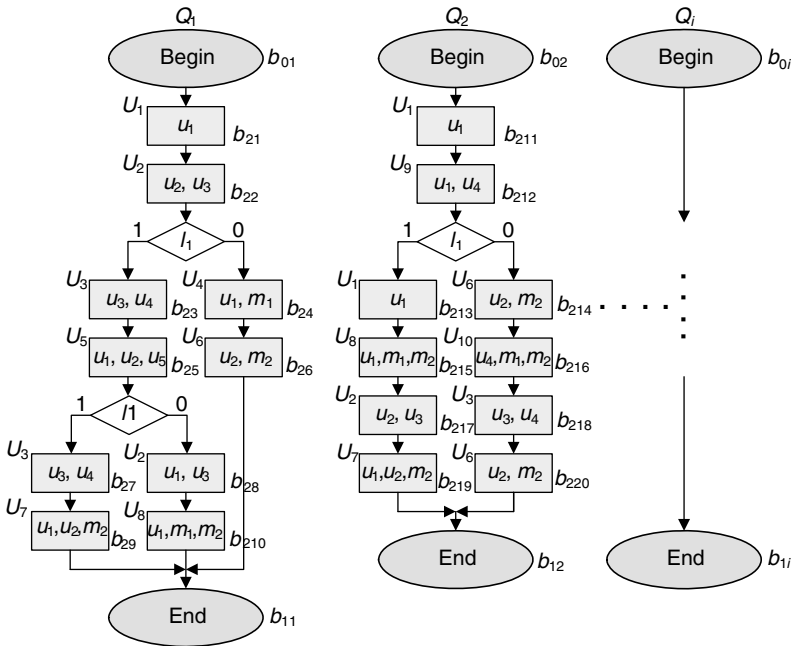 Q1 Q2 Qi
Begin b01
U1 u1 b21
U2 u2, u3 b22
1 l1 0
U3 u3, u4 b23
U4 u1, m1 b24
U5 u1, u2, u5 b25
U6 u2, m2 b26
1 l1 0
U3 u3, u4 b27
U2 u1, u3 b28
U7 u1,u2,m2 b29
U8 u1,m1,m2 b210
End b11
Begin b02
U1 u1 b211
U9 u1, u4 b212
1 l1 0
U1 u1 b213
U6 u2, m2 b214
U8 u1,m1,m2 b215
U10 u4,m1,m2 b216
U2 u2, u3 b217
U3 u3, u4 b218
U7 u1,u2,m2 b219
U6 u2, m2 b220
End b12
Begin b0i
End b1i